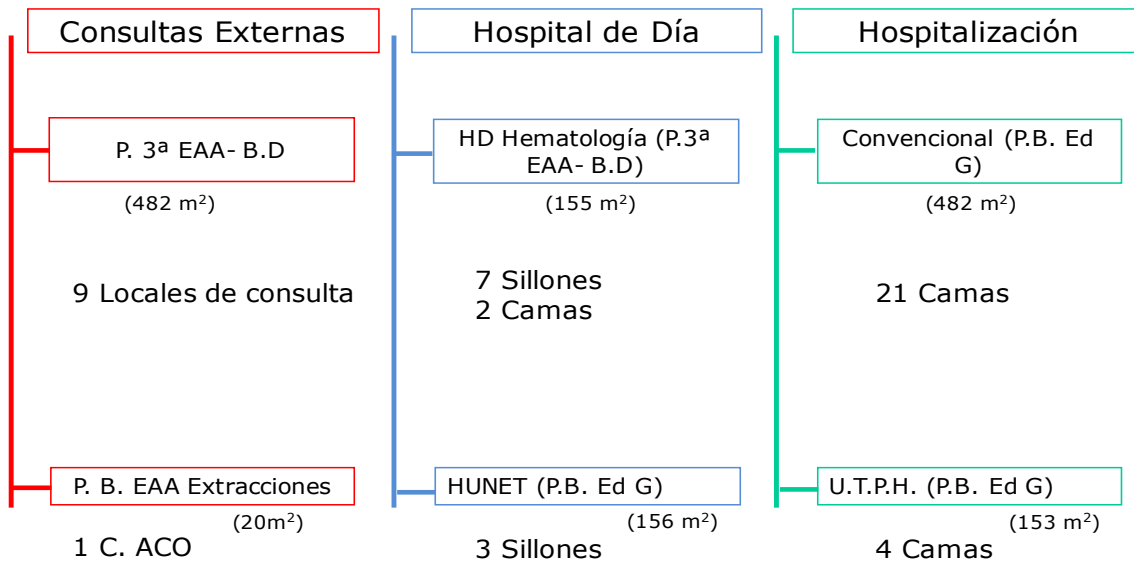 Consultas Externas
P. 3ª EAA- B.D
(482 m²)
9 Locales de consulta
P. B. EAA Extracciones
(20m²)
1 C. ACO
Hospital de Día
HD Hematología (P.3ª
EAA- B.D)
(155 m²)
7 Sillones
2 Camas
HUNET (P.B. Ed G)
(156 m²)
3 Sillones
Hospitalización
Convencional (P.B. Ed
G)
(482 m²)
21 Camas
U.T.P.H. (P.B. Ed G)
(153 m²)
4 Camas